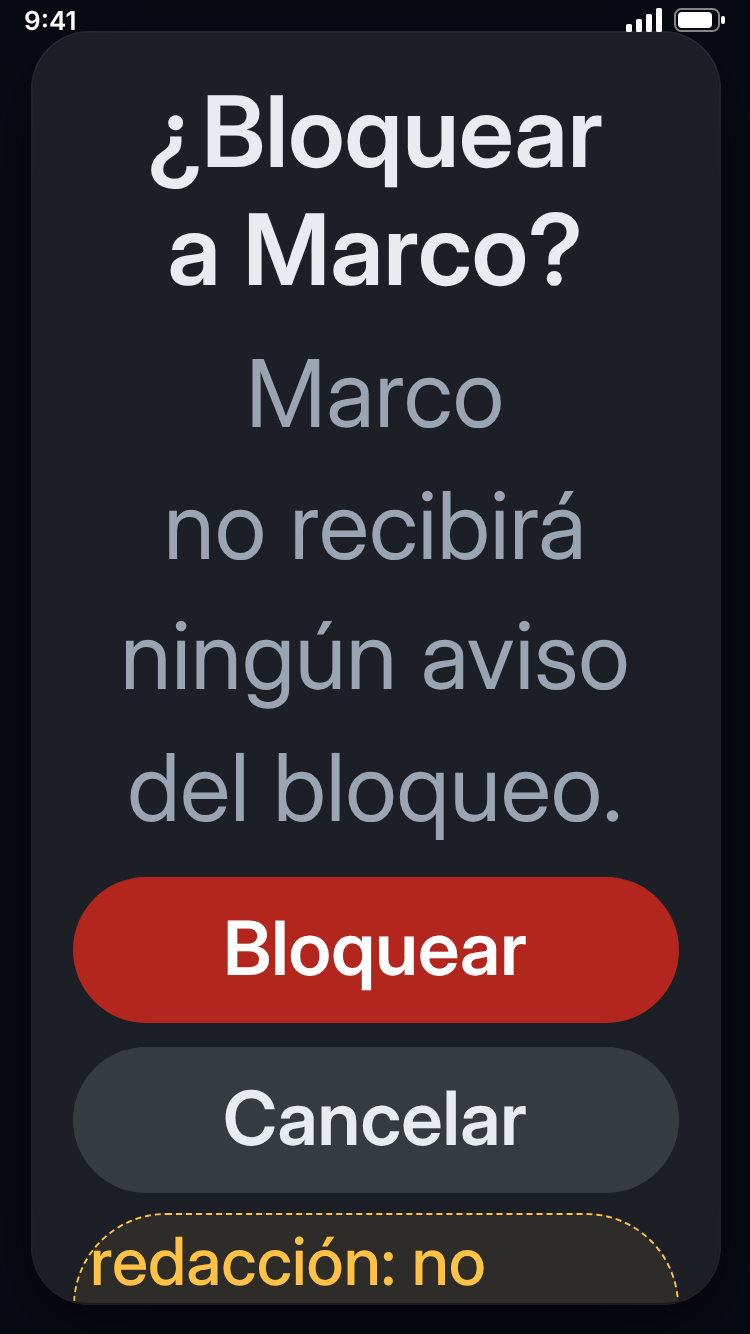 9:41
¿Bloquear
a Marco?
Marco
no recibirá
ningún aviso
del bloqueo.
Bloquear
Cancelar
redacción: no